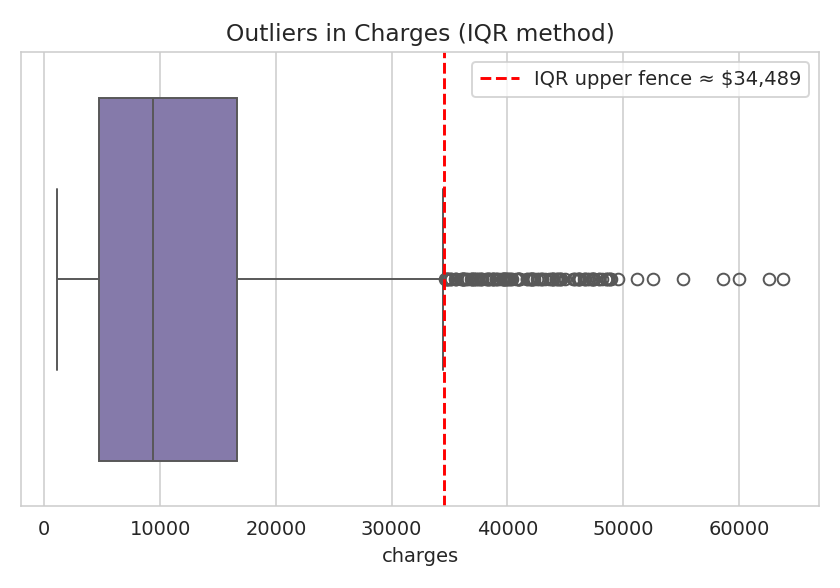 Outliers in Charges (IQR method)
IQR upper fence ≈ $34,489
0 10000 20000 30000 40000 50000 60000
charges